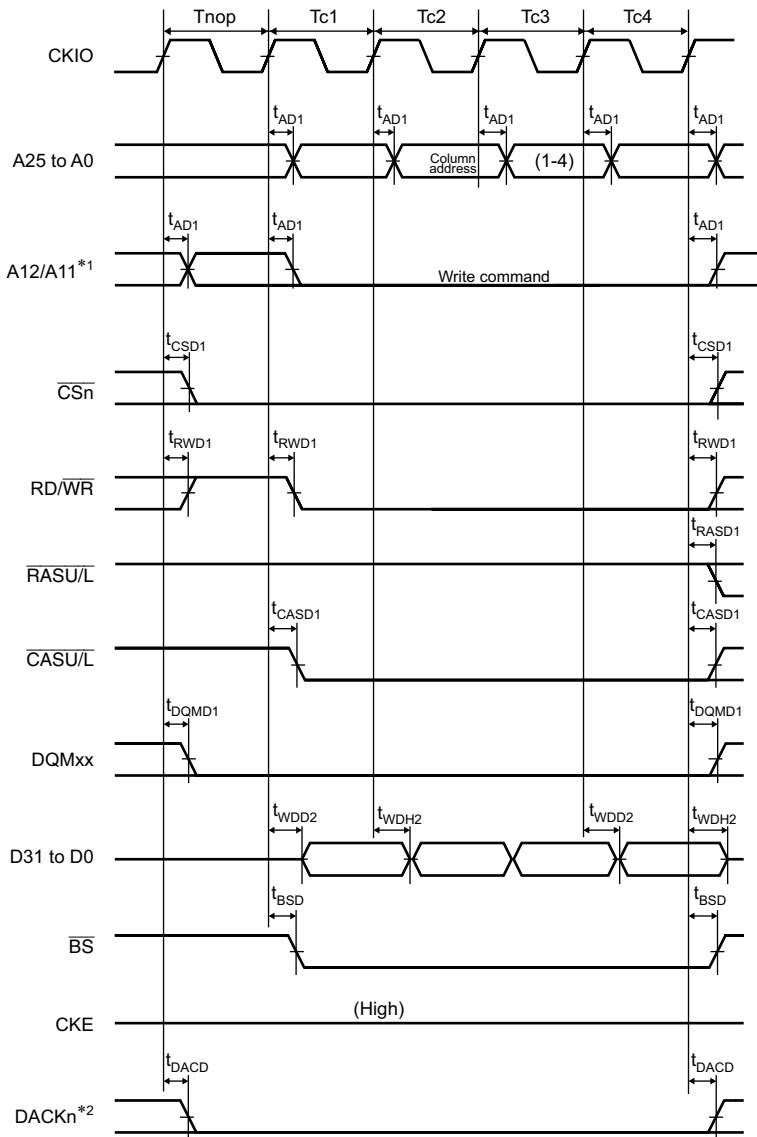 Tnop Tc1 Tc2 Tc3 Tc4
CKIO
tAD1 tAD1 tAD1 tAD1 tAD1
A25 to A0
Column
address
(1-4)
tAD1 tAD1 tAD1
A12/A11*1
Write command
tCSD1 tCSD1
CSn
tRWD1 tRWD1 tRWD1
RD/WR
tRASD1
RASU/L
tCASD1 tCASD1
CASU/L
tDQMD1 tDQMD1
DQMxx
tWDD2 tWDH2 tWDD2 tWDH2
D31 to D0
tBSD tBSD
BS
(High)
CKE
tDACD tDACD
DACKn*2